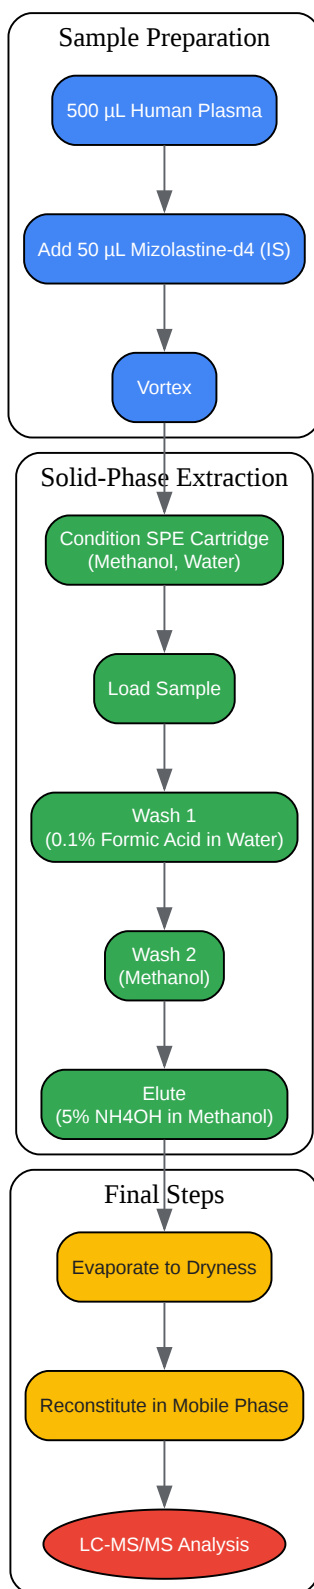 Sample Preparation
500 µL Human Plasma
Add 50 µL Mizolastine-d4 (IS)
Vortex
Solid-Phase Extraction
Condition SPE Cartridge
(Methanol, Water)
Load Sample
Wash 1
(0.1% Formic Acid in Water)
Wash 2
(Methanol)
Elute
(5% NH4OH in Methanol)
Final Steps
Evaporate to Dryness
Reconstitute in Mobile Phase
LC-MS/MS Analysis